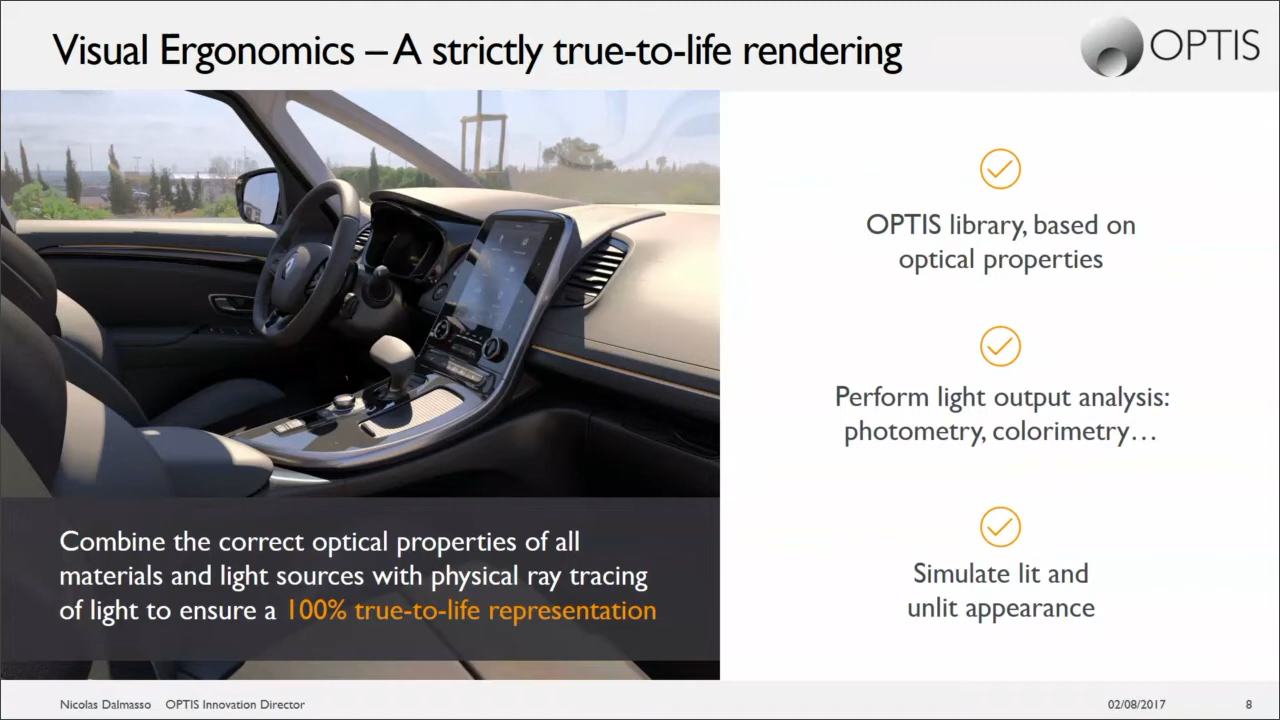 Visual Ergonomics – A strictly true-to-life rendering
OPTIS
OPTIS library, based on
optical properties
Perform light output analysis:
photometry, colorimetry…
Simulate lit and
unlit appearance
Combine the correct optical properties of all
materials and light sources with physical ray tracing
of light to ensure a 100% true-to-life representation
Nicolas Dalmasso OPTIS Innovation Director
02/08/2017
8